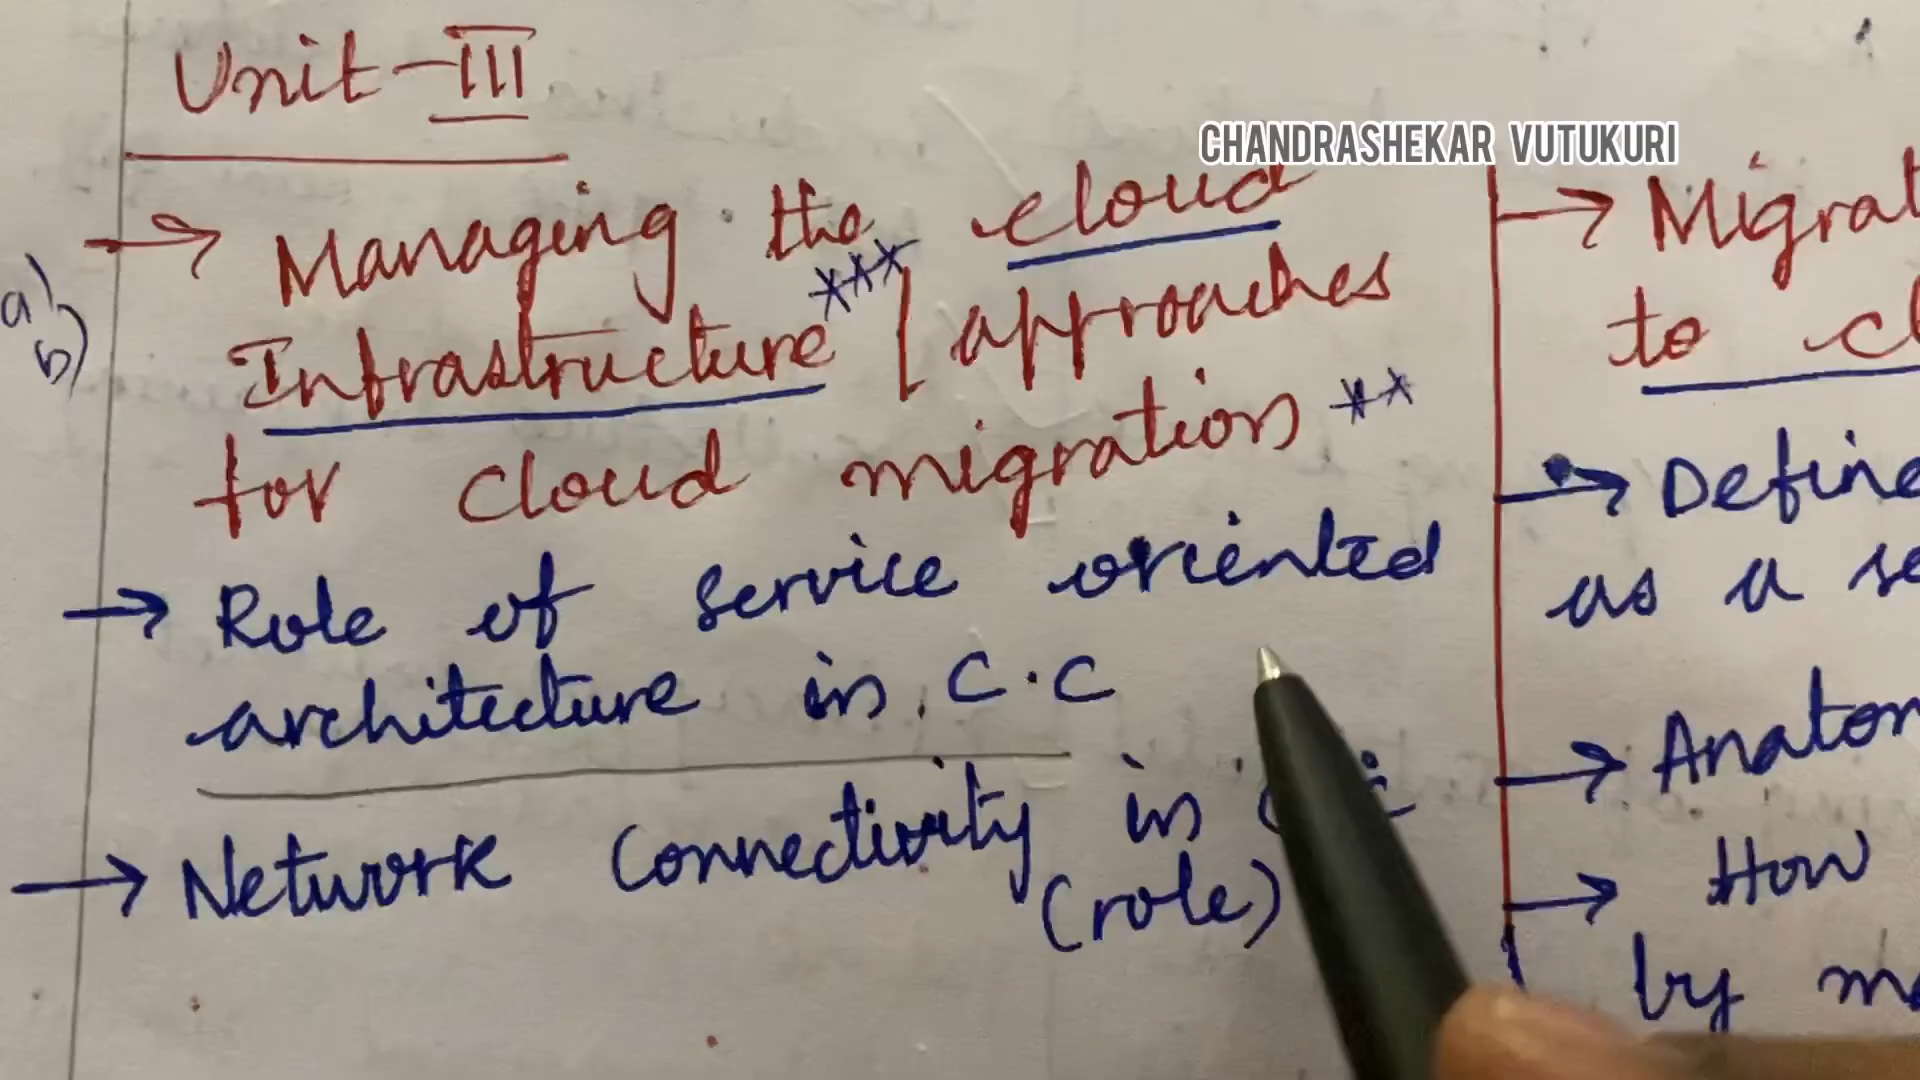 Unit-III
CHANDRASHEKAR VUTUKURI
a)
b)
→ Managing the cloud
Infrastructure*** | approaches
for cloud migration **
→ Role of service oriented
architecture in C.C
→ Network Connectivity in
(role)
→ Migrat
to cl
→ Define
as a se
→ Anatom
→ How
by me